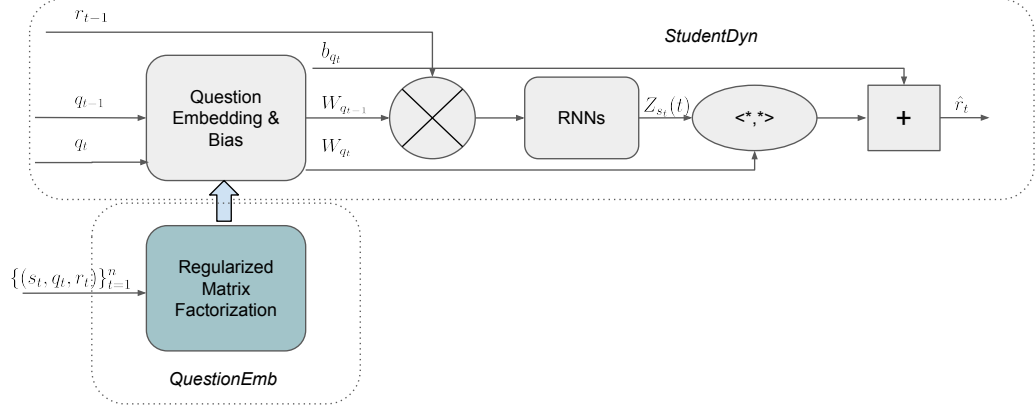 r_{t-1}
StudentDyn
b_{q_t}
q_{t-1}
Question
Embedding &
Bias
W_{q_{t-1}}
RNNs
Z_{s_t}(t)
<*,*>
+
\hat{r}_t
q_t
W_{q_t}
{(s_t, q_t, r_t)}_{t=1}^{n}
Regularized
Matrix
Factorization
QuestionEmb